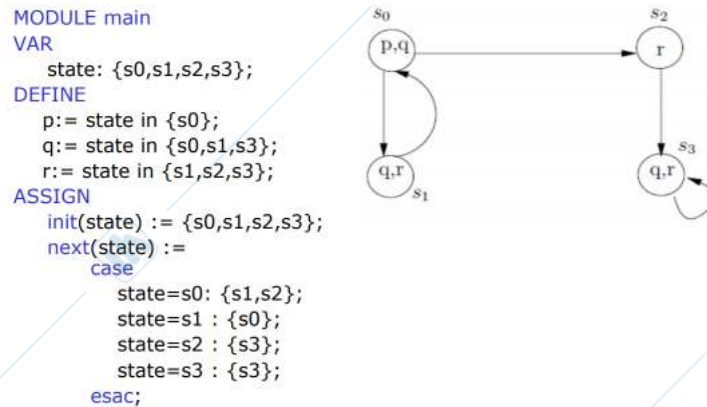 MODULE main
VAR
state: {s0,s1,s2,s3};
DEFINE
p:= state in {s0};
q:= state in {s0,s1,s3};
r:= state in {s1,s2,s3};
ASSIGN
init(state) := {s0,s1,s2,s3};
next(state) :=
case
state=s0: {s1,s2};
state=s1 : {s0};
state=s2 : {s3};
state=s3 : {s3};
esac;
s₀
p,q
s₂
r
q,r
s₁
s₃
q,r